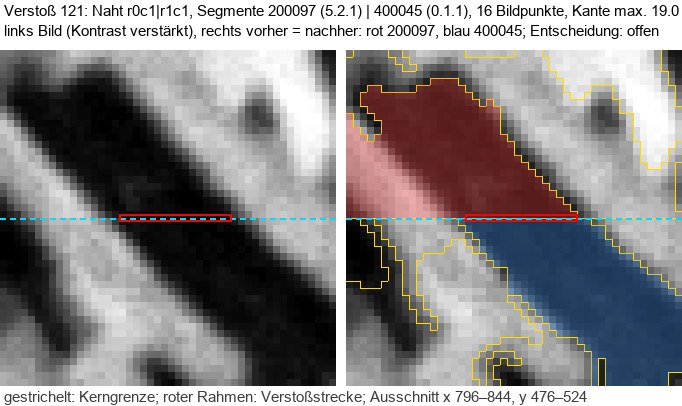 Verstoß 121: Naht r0c1|r1c1, Segmente 200097 (5.2.1) | 400045 (0.1.1), 16 Bildpunkte, Kante max. 19.0
links Bild (Kontrast verstärkt), rechts vorher = nachher: rot 200097, blau 400045; Entscheidung: offen
gestrichelt: Kerngrenze; roter Rahmen: Verstoßstrecke; Ausschnitt x 796–844, y 476–524